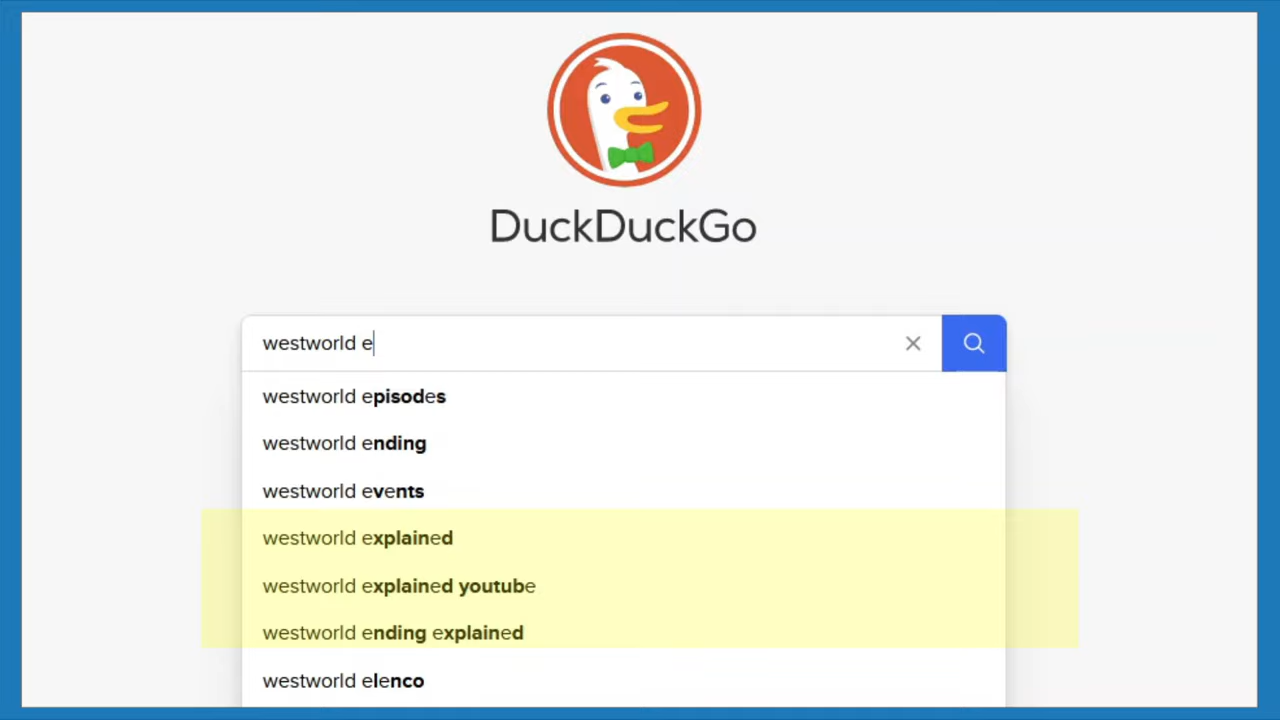 DuckDuckGo
westworld e
westworld episodes
westworld ending
westworld events
westworld explained
westworld explained youtube
westworld ending explained
westworld elenco